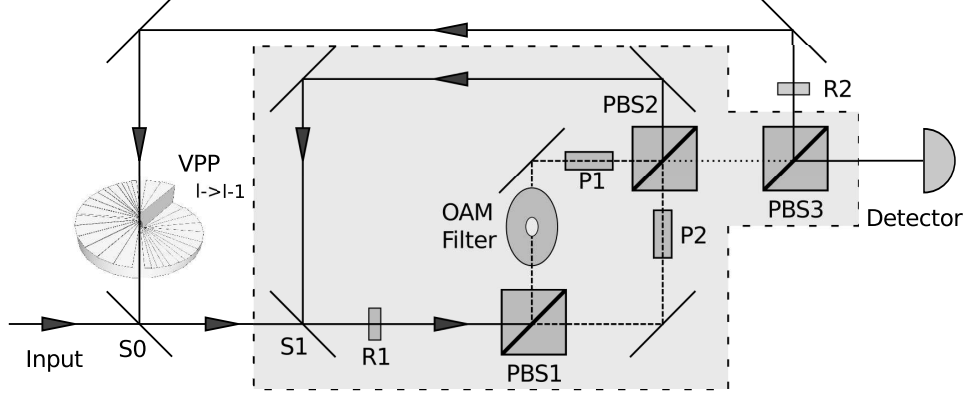 R2
PBS2
VPP
l->l-1
P1
PBS3
OAM
Filter
P2
Detector
Input
S0
S1
R1
PBS1